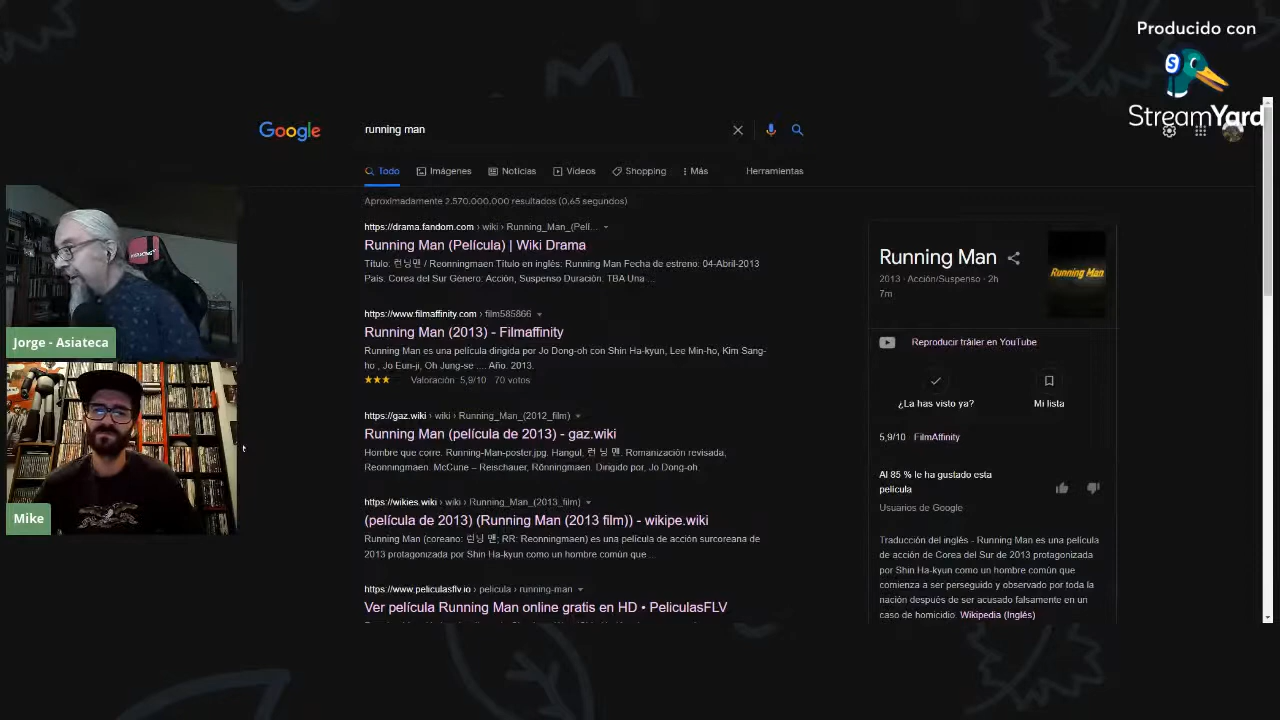 Producido con
StreamYard
Google
running man
Todo
Imágenes
Noticias
Vídeos
Shopping
Más
Herramientas
Aproximadamente 2.570.000.000 resultados (0,65 segundos)
https://drama.fandom.com › wiki › Running_Man_(Pelí...
Running Man (Película) | Wiki Drama
Título: 런닝맨 / Reonningmaen Título en inglés: Running Man Fecha de estreno: 04-Abril-2013
País: Corea del Sur Género: Acción, Suspenso Duración: TBA Una ...
https://www.filmaffinity.com › film585866
Running Man (2013) - Filmaffinity
Running Man es una película dirigida por Jo Dong-oh con Shin Ha-kyun, Lee Min-ho, Kim Sang-
ho , Jo Eun-ji, Oh Jung-se .... Año. 2013.
Valoración: 5,9/10 70 votos
https://gaz.wiki › wiki › Running_Man_(2012_film)
Running Man (película de 2013) - gaz.wiki
Hombre que corre. Running-Man-poster.jpg. Hangul, 런 닝 맨. Romanización revisada,
Reonningmaen. McCune – Reischauer, Rŏnningmaen. Dirigido por, Jo Dong-oh.
https://wikies.wiki › wiki › Running_Man_(2013_film)
(película de 2013) (Running Man (2013 film)) - wikipe.wiki
Running Man (coreano: 런닝 맨; RR: Reonningmaen) es una película de acción surcoreana de
2013 protagonizada por Shin Ha-kyun como un hombre común que ...
https://www.peliculasflv.io › pelicula › running-man
Ver película Running Man online gratis en HD • PeliculasFLV
Running Man
2013 · Acción/Suspenso · 2h
7m
Running Man
Reproducir tráiler en YouTube
¿La has visto ya?
Mi lista
5,9/10 FilmAffinity
Al 85 % le ha gustado esta
película
Usuarios de Google
Traducción del inglés - Running Man es una película
de acción de Corea del Sur de 2013 protagonizada
por Shin Ha-kyun como un hombre común que
comienza a ser perseguido y observado por toda la
nación después de ser acusado falsamente en un
caso de homicidio. Wikipedia (Inglés)
Jorge - Asiateca
Mike